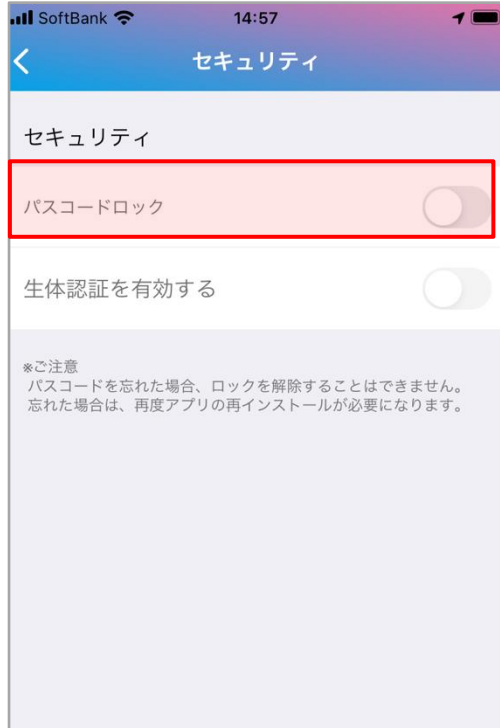 SoftBank 14:57
セキュリティ
セキュリティ
パスコードロック
生体認証を有効する
※ご注意
パスコードを忘れた場合、ロックを解除することはできません。
忘れた場合は、再度アプリの再インストールが必要になります。